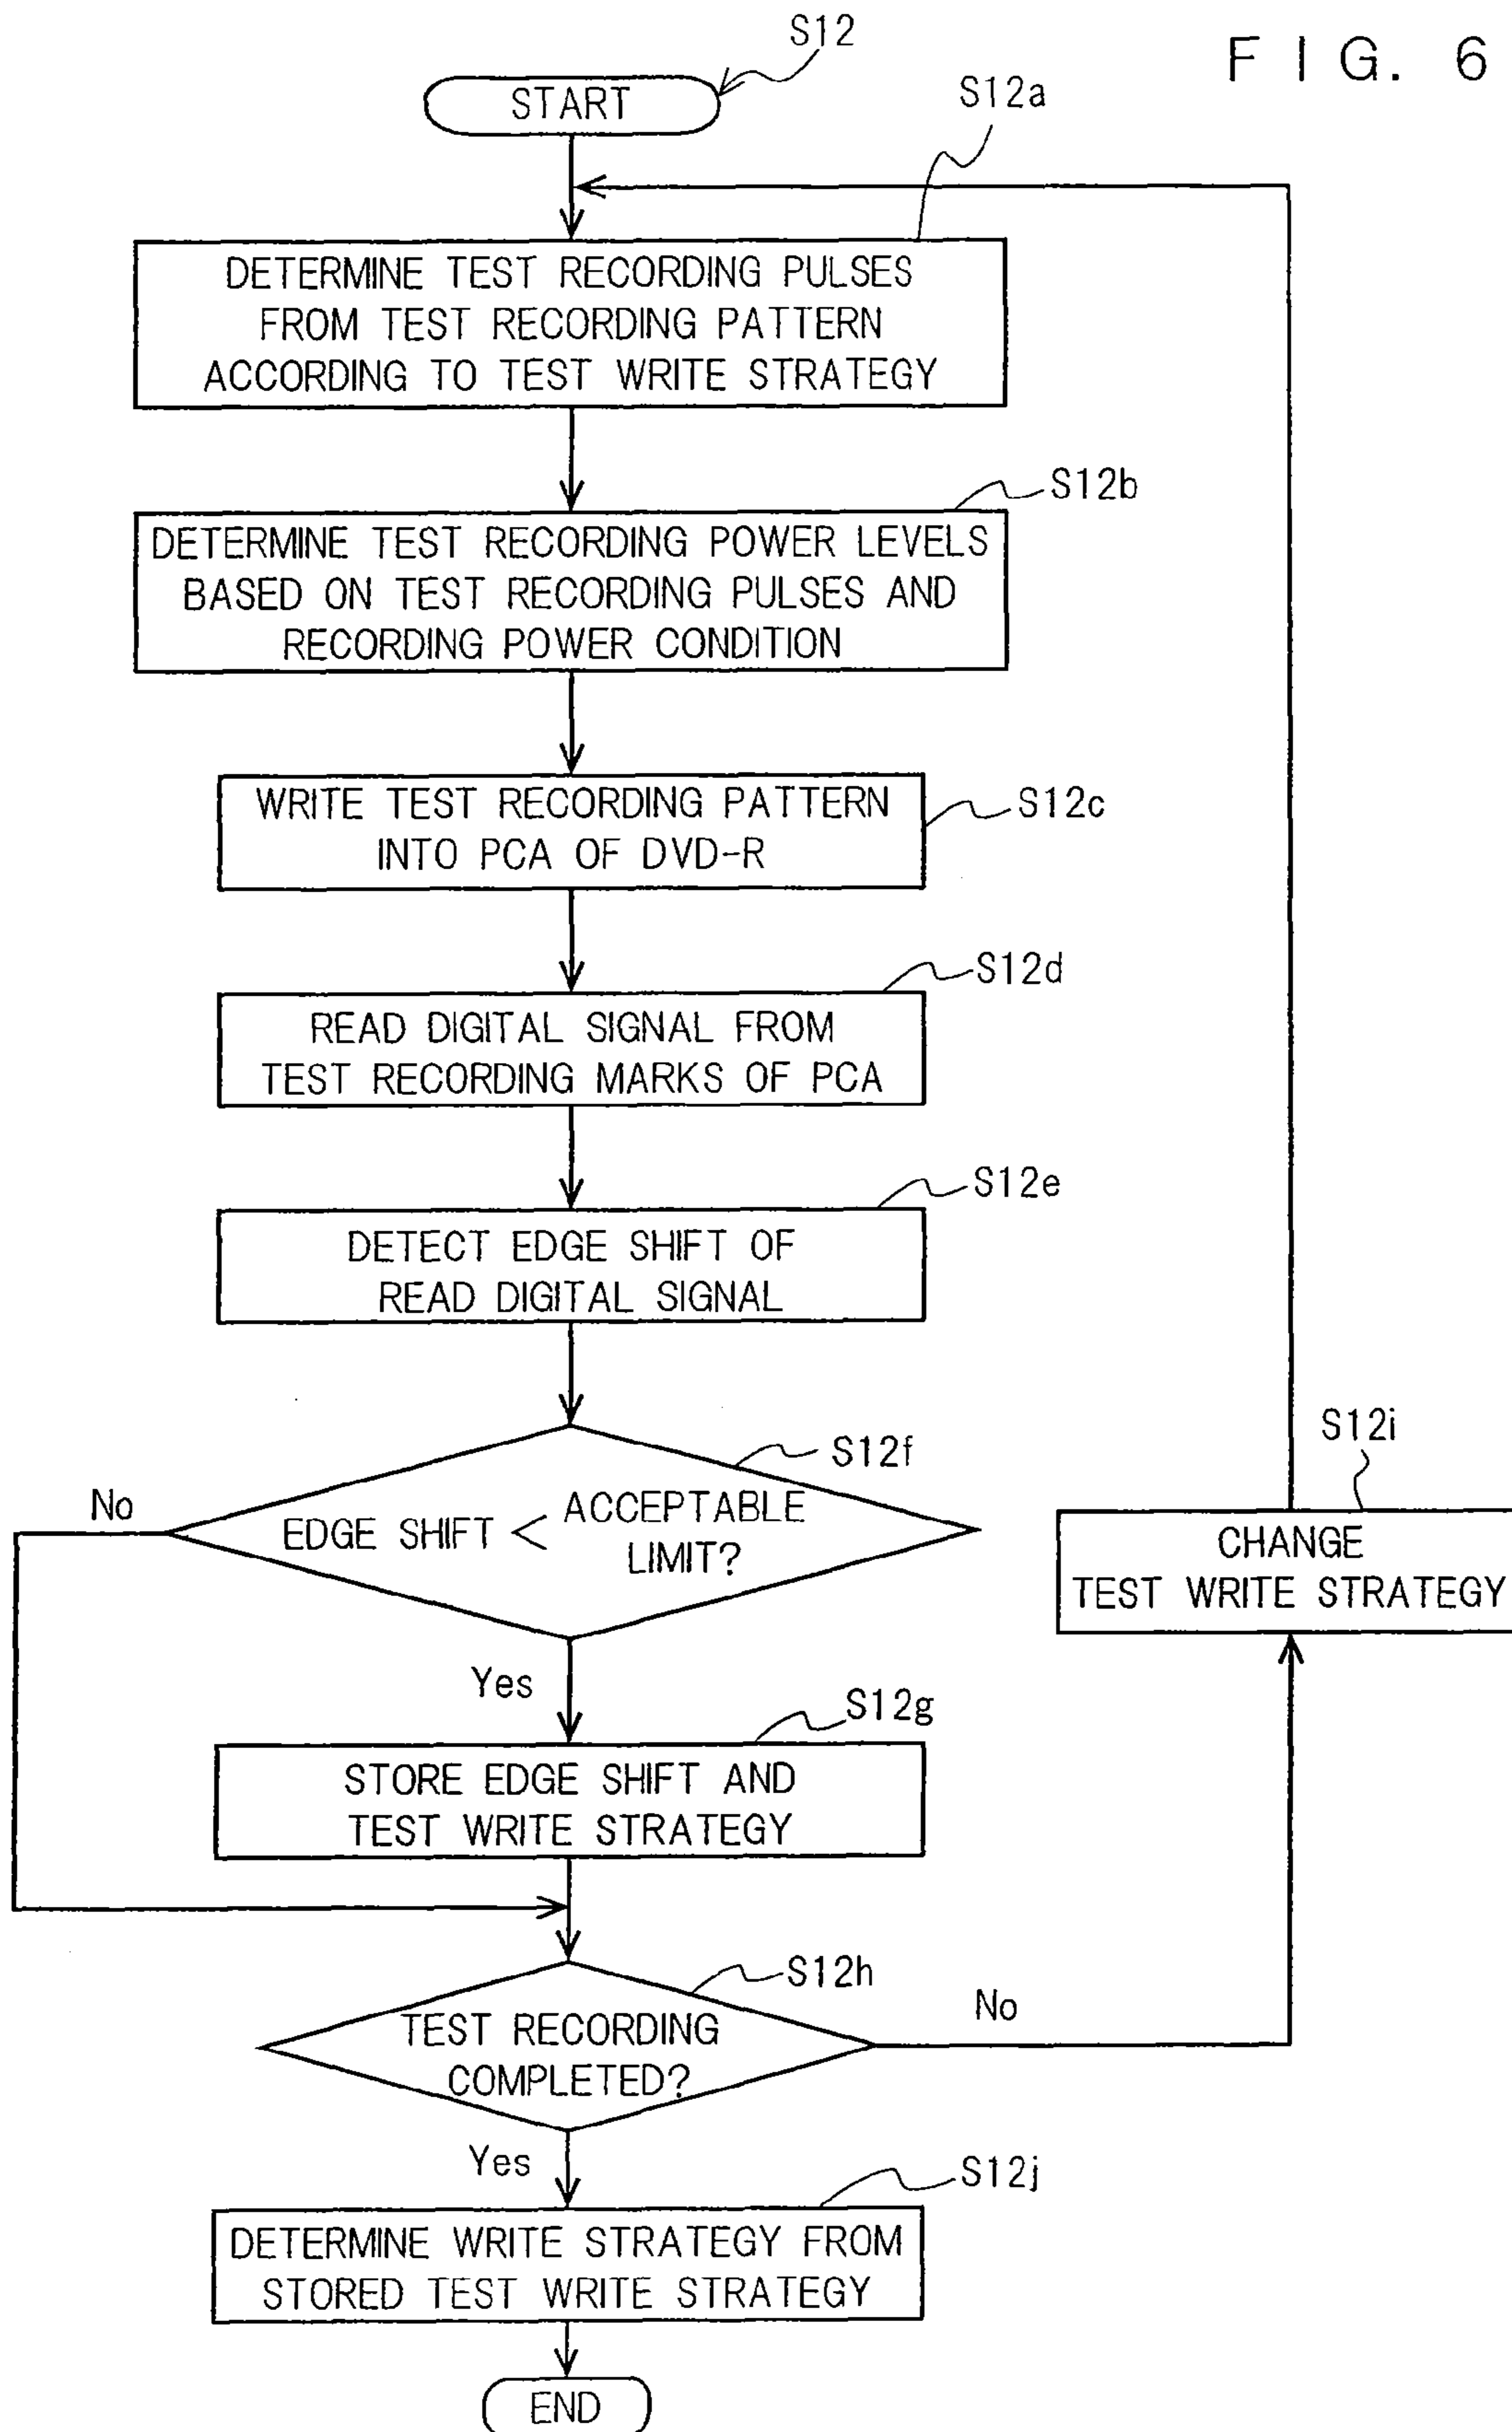 S12
F I G. 6
START
S12a
DETERMINE TEST RECORDING PULSES
FROM TEST RECORDING PATTERN
ACCORDING TO TEST WRITE STRATEGY
S12b
DETERMINE TEST RECORDING POWER LEVELS
BASED ON TEST RECORDING PULSES AND
RECORDING POWER CONDITION
S12c
WRITE TEST RECORDING PATTERN
INTO PCA OF DVD-R
S12d
READ DIGITAL SIGNAL FROM
TEST RECORDING MARKS OF PCA
S12e
DETECT EDGE SHIFT OF
READ DIGITAL SIGNAL
S12f
No
EDGE SHIFT < ACCEPTABLE
LIMIT?
Yes
S12g
STORE EDGE SHIFT AND
TEST WRITE STRATEGY
S12h
TEST RECORDING
COMPLETED?
No
S12i
CHANGE
TEST WRITE STRATEGY
Yes
S12j
DETERMINE WRITE STRATEGY FROM
STORED TEST WRITE STRATEGY
END